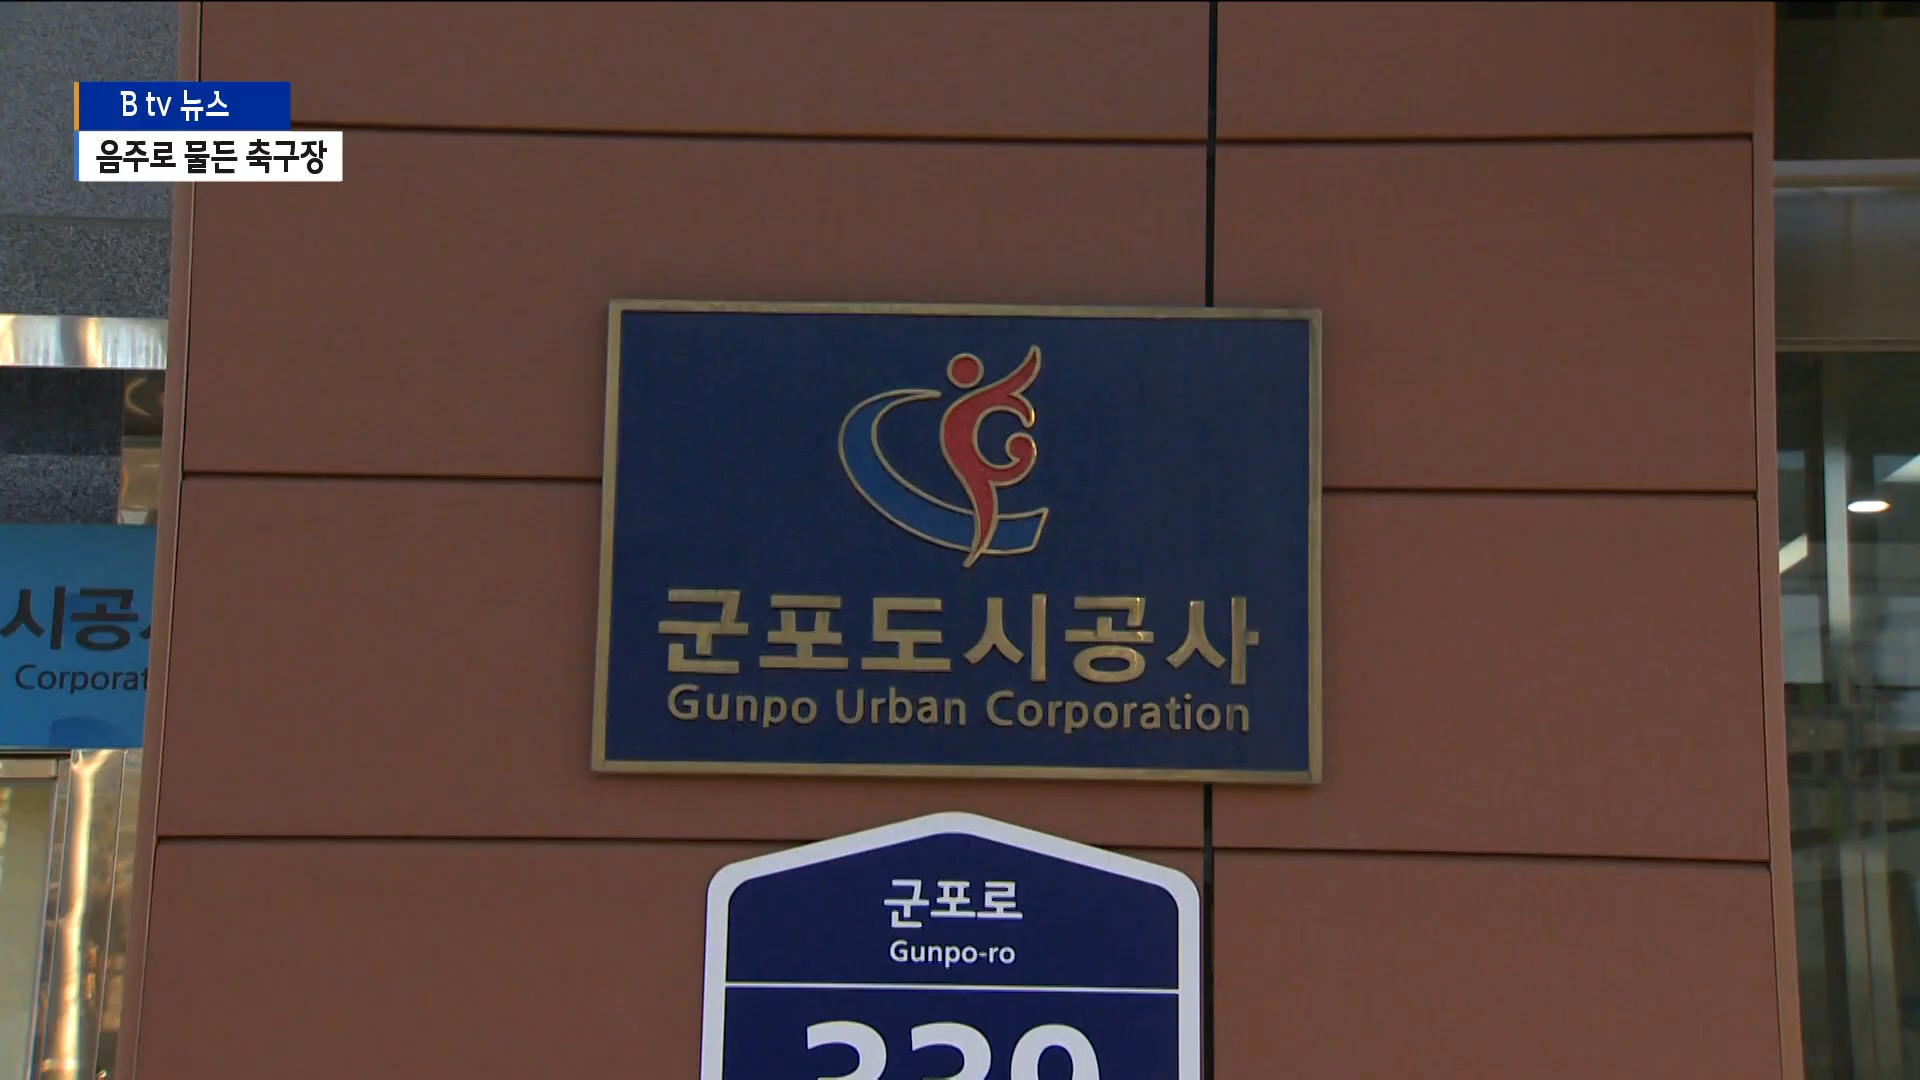 B tv 뉴스
음주로 물든 축구장
군포도시공사
Gunpo Urban Corporation
시공
Corporat
군포로
Gunpo-ro
339